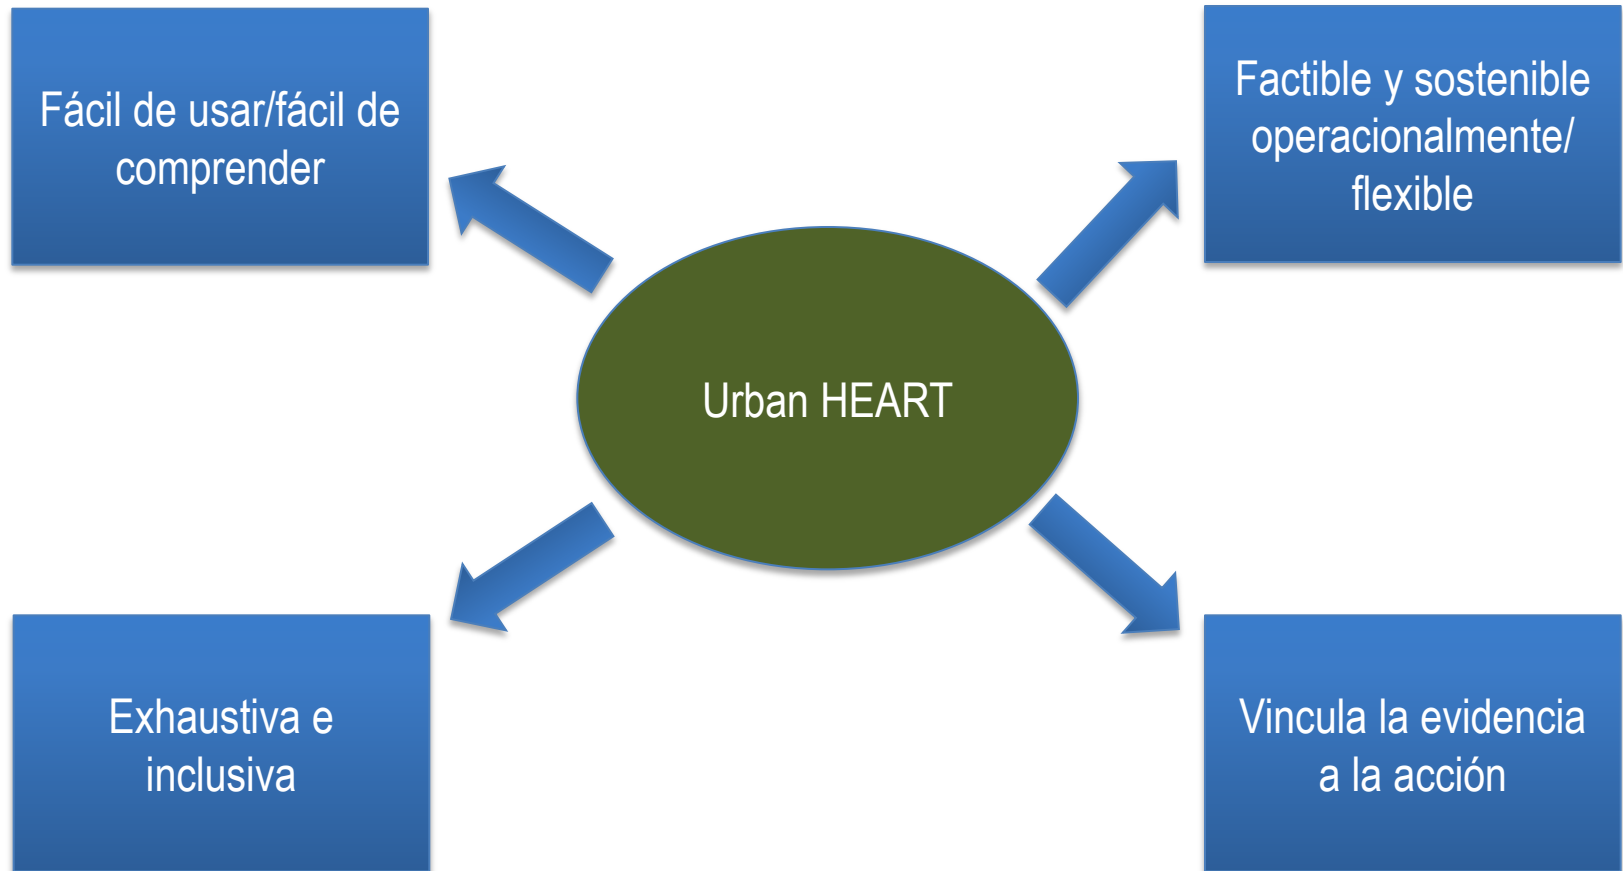 Fácil de usar/fácil de
comprender
Factible y sostenible
operacionalmente/
flexible
Urban HEART
Exhaustiva e
inclusiva
Vincula la evidencia
a la acción